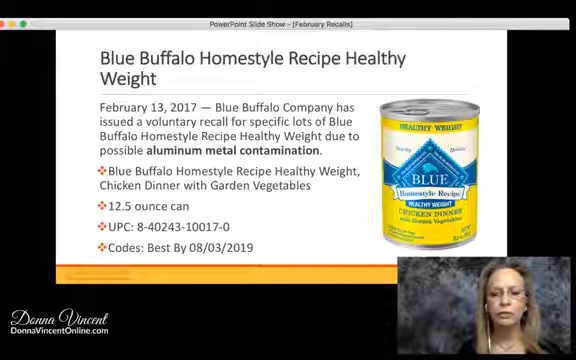 PowerPoint Slide Show - [February Recalls]
Blue Buffalo Homestyle Recipe Healthy
Weight
February 13, 2017 — Blue Buffalo Company has
issued a voluntary recall for specific lots of Blue
Buffalo Homestyle Recipe Healthy Weight due to
possible aluminum metal contamination.
Blue Buffalo Homestyle Recipe Healthy Weight,
Chicken Dinner with Garden Vegetables
12.5 ounce can
UPC: 8-40243-10017-0
Codes: Best By 08/03/2019
HEALTHY WEIGHT
BLUE
Homestyle Recipe
HEALTHY WEIGHT
CHICKEN DINNER
with Garden Vegetables
Donna Vincent
DonnaVincentOnline.com